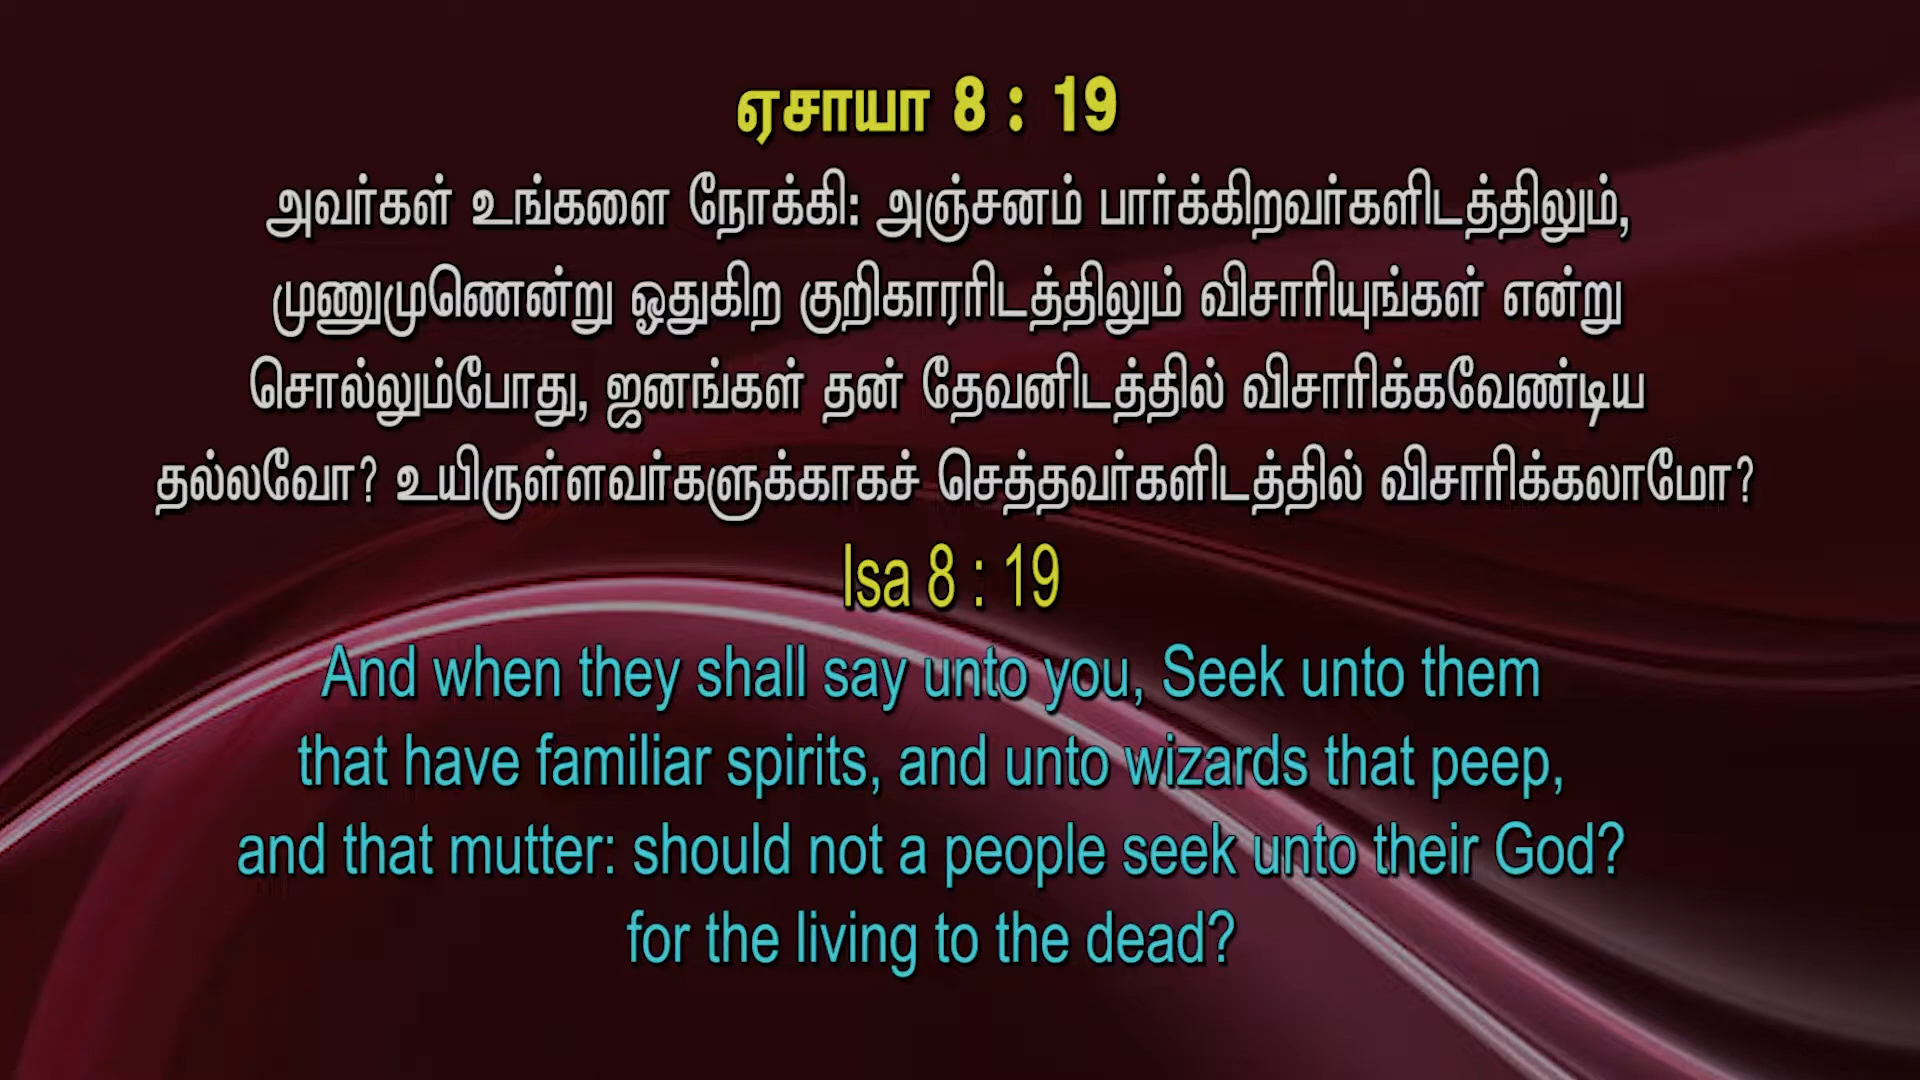 ஏசாயா 8 : 19
அவர்கள் உங்களை நோக்கி: அஞ்சனம் பார்க்கிறவர்களிடத்திலும்,
முணுமுணென்று ஓதுகிற குறிகாரரிடத்திலும் விசாரியுங்கள் என்று
சொல்லும்போது, ஜனங்கள் தன் தேவனிடத்தில் விசாரிக்கவேண்டிய
தல்லவோ? உயிருள்ளவர்களுக்காகச் செத்தவர்களிடத்தில் விசாரிக்கலாமோ?
Isa 8 : 19
And when they shall say unto you, Seek unto them
that have familiar spirits, and unto wizards that peep,
and that mutter: should not a people seek unto their God?
for the living to the dead?